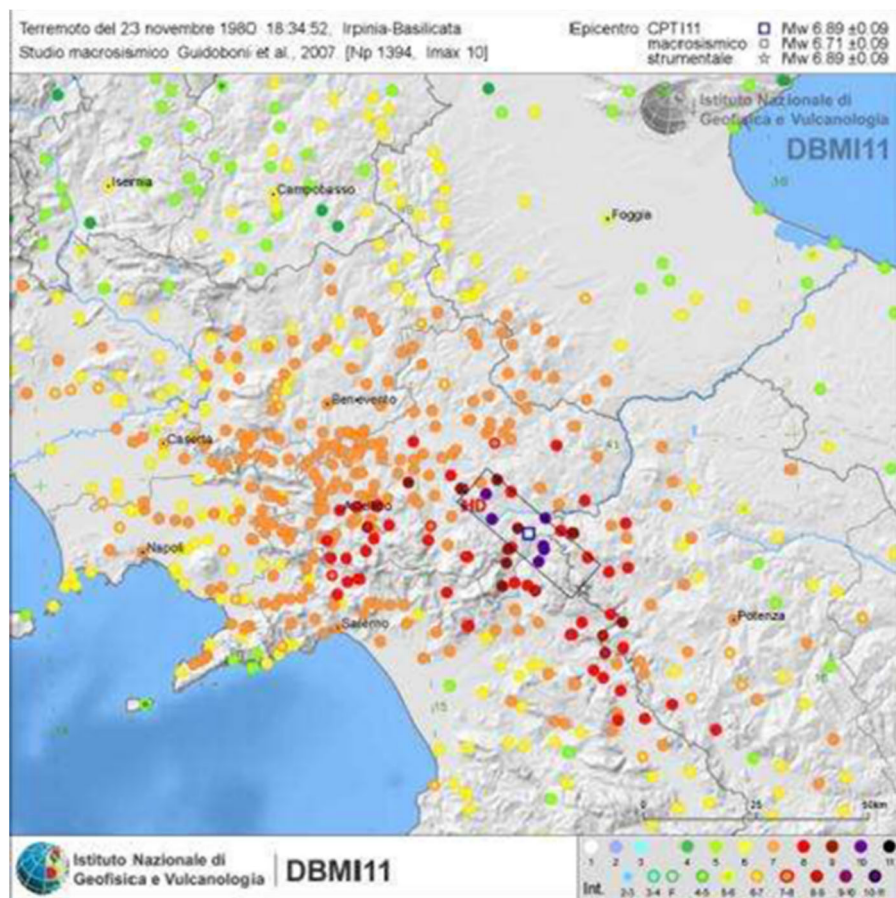 Terremoto del 23 novembre 1980 18:34:52, Irpinia-Basilicata
Studio macrosismico Guidoboni et al., 2007. [Np 1394, Imax 10]
Epicentro CPTI11 Mw 6.89 ±0.09
macrosismico Mw 6.71 ±0.09
strumentale Mw 6.89 ±0.09
Istituto Nazionale di
Geofisica e Vulcanologia
DBMI11
Isernia
Campobasso
Foggia
Benevento
41
Caserta
Avellino
HD
Napoli
Salerno
Potenza
15
16
0 25 50km
Istituto Nazionale di
Geofisica e Vulcanologia
DBMI11
1 2 3 4 5 6 7 8 9 10 11
Int. 2-3 3-4 F 4-5 5-6 6-7 7-8 8-9 9-10 10-11